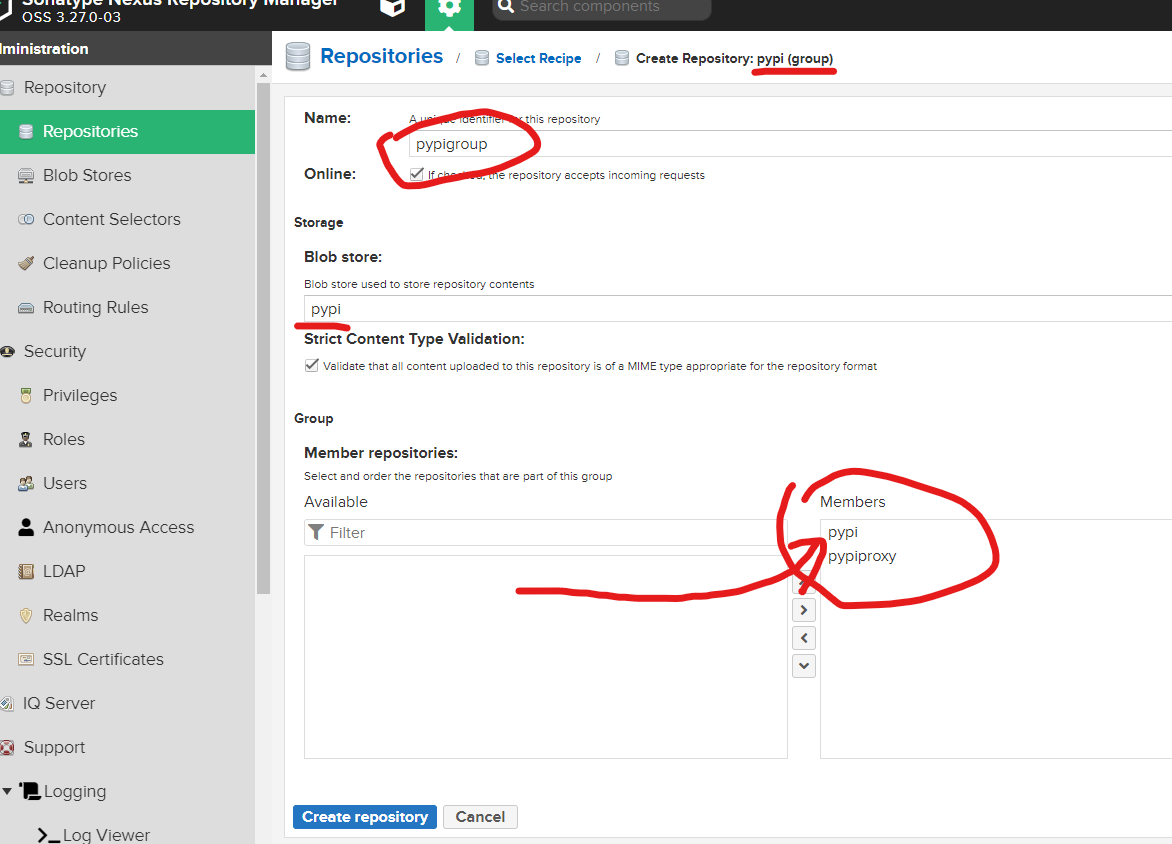 Sonatype Nexus Repository Manager
OSS 3.27.0-03
Search components
ministration
Repository
Repositories
Blob Stores
Content Selectors
Cleanup Policies
Routing Rules
Security
Privileges
Roles
Users
Anonymous Access
LDAP
Realms
SSL Certificates
IQ Server
Support
Logging
Log Viewer
Repositories / Select Recipe / Create Repository: pypi (group)
Name: A unique identifier for this repository
pypigroup
Online: If checked, the repository accepts incoming requests
Storage
Blob store:
Blob store used to store repository contents
pypi
Strict Content Type Validation:
Validate that all content uploaded to this repository is of a MIME type appropriate for the repository format
Group
Member repositories:
Select and order the repositories that are part of this group
Available
Filter
Members
pypi
pypiproxy
Create repository Cancel